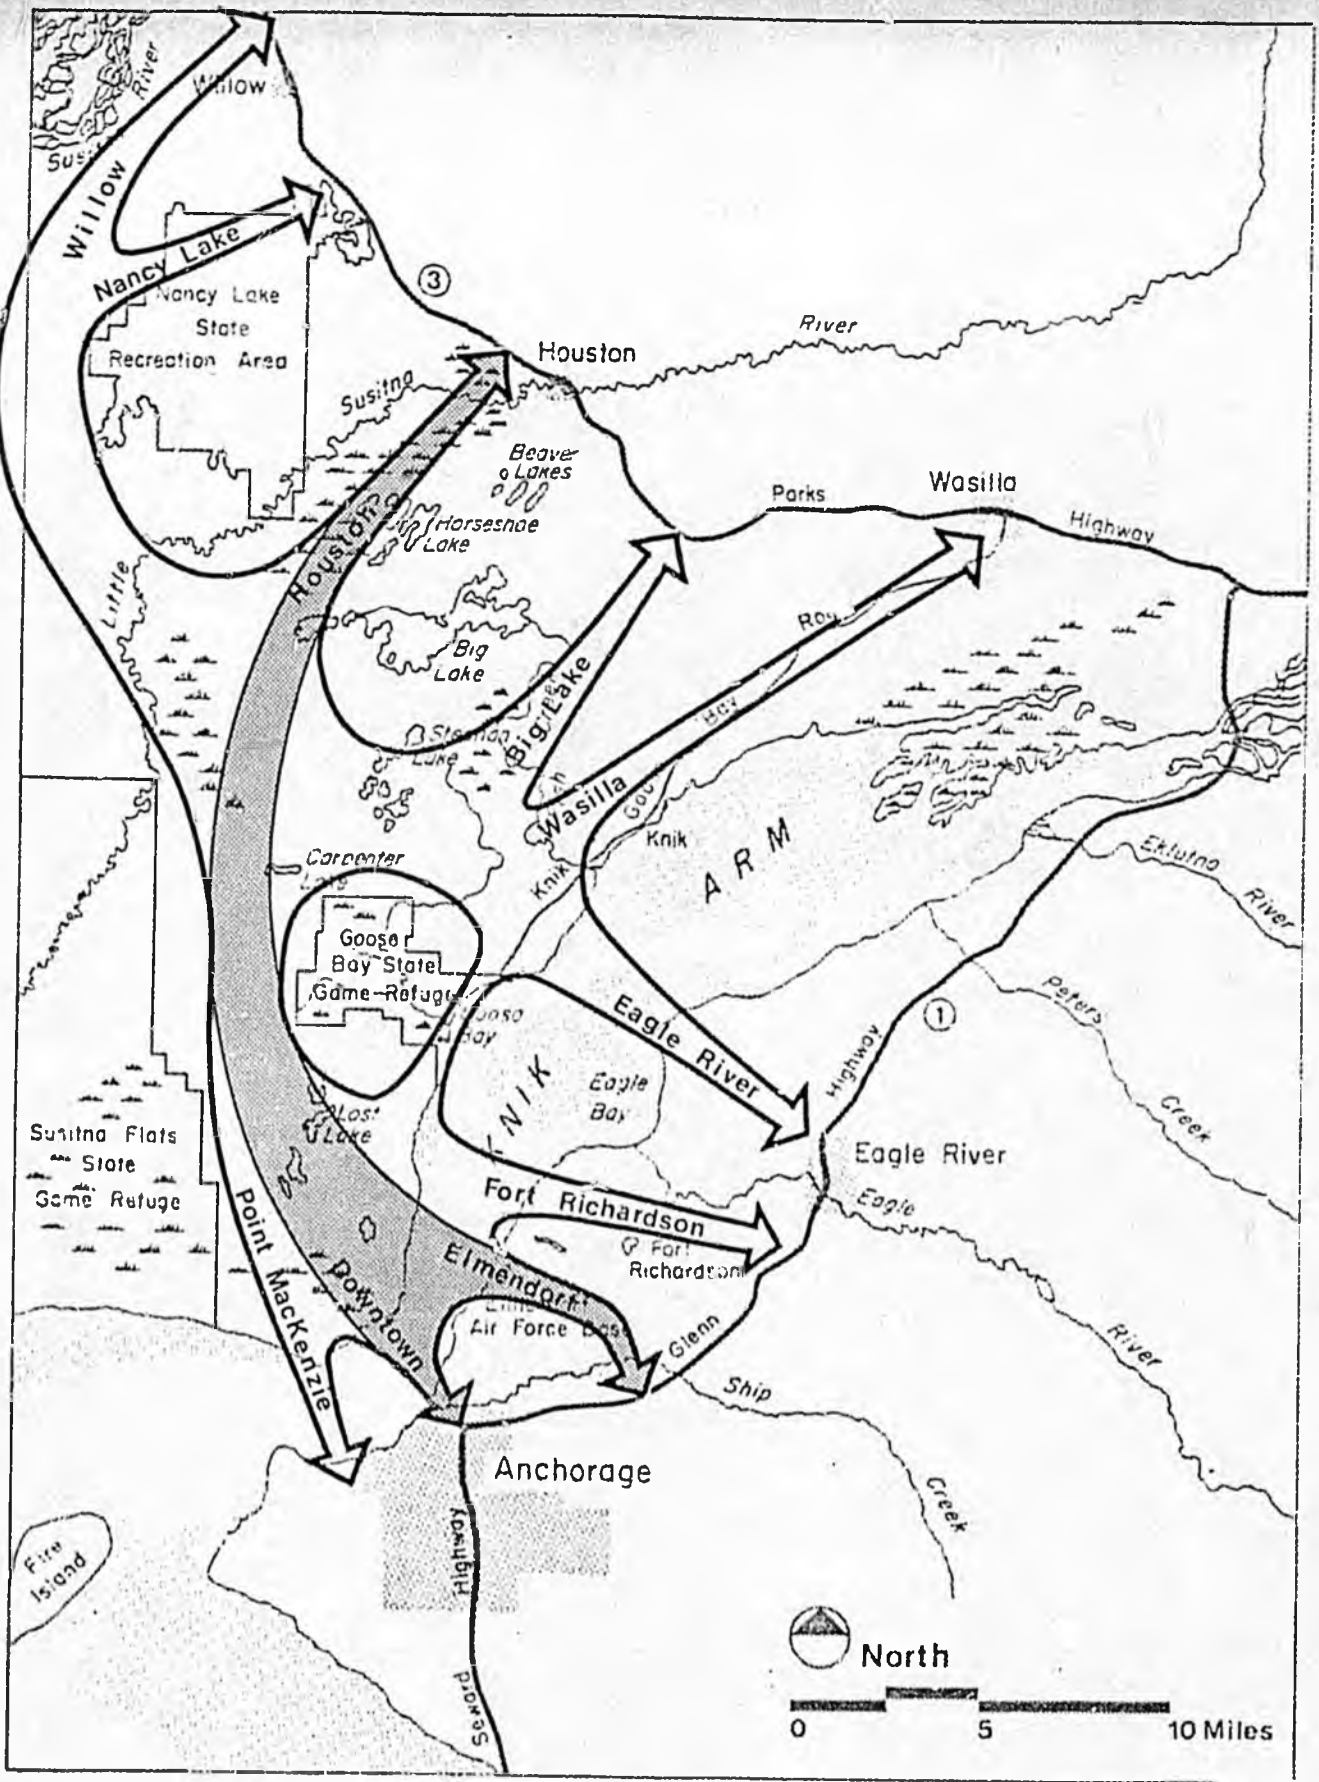 River
Willow
Willow
Nancy Lake
Nancy Lake
State
Recreation Area
3
River
Houston
Susitna
Beaver
Lakes
Parks
Wasilla
Highway
Horseshoe
Lake
Houston
Little
Big
Lake
Big Lake
Lake
Wasilla
Knik
Knik
ARM
Carpenter
Eklutna
River
Goose
Bay State
Game Refuge
Bay
Eagle River
1
Highway
Peters
Creek
KNIK
Eagle
Bay
Lost
Lake
Susitna Flats
State
Game Refuge
Eagle River
Eagle
River
Fort Richardson
Fort
Richardson
Point MacKenzie
Downtown
Elmendorf
Air Force Base
Glenn
Ship
Creek
Anchorage
Highway
Seward
Fire
Island
North
0 5 10 Miles